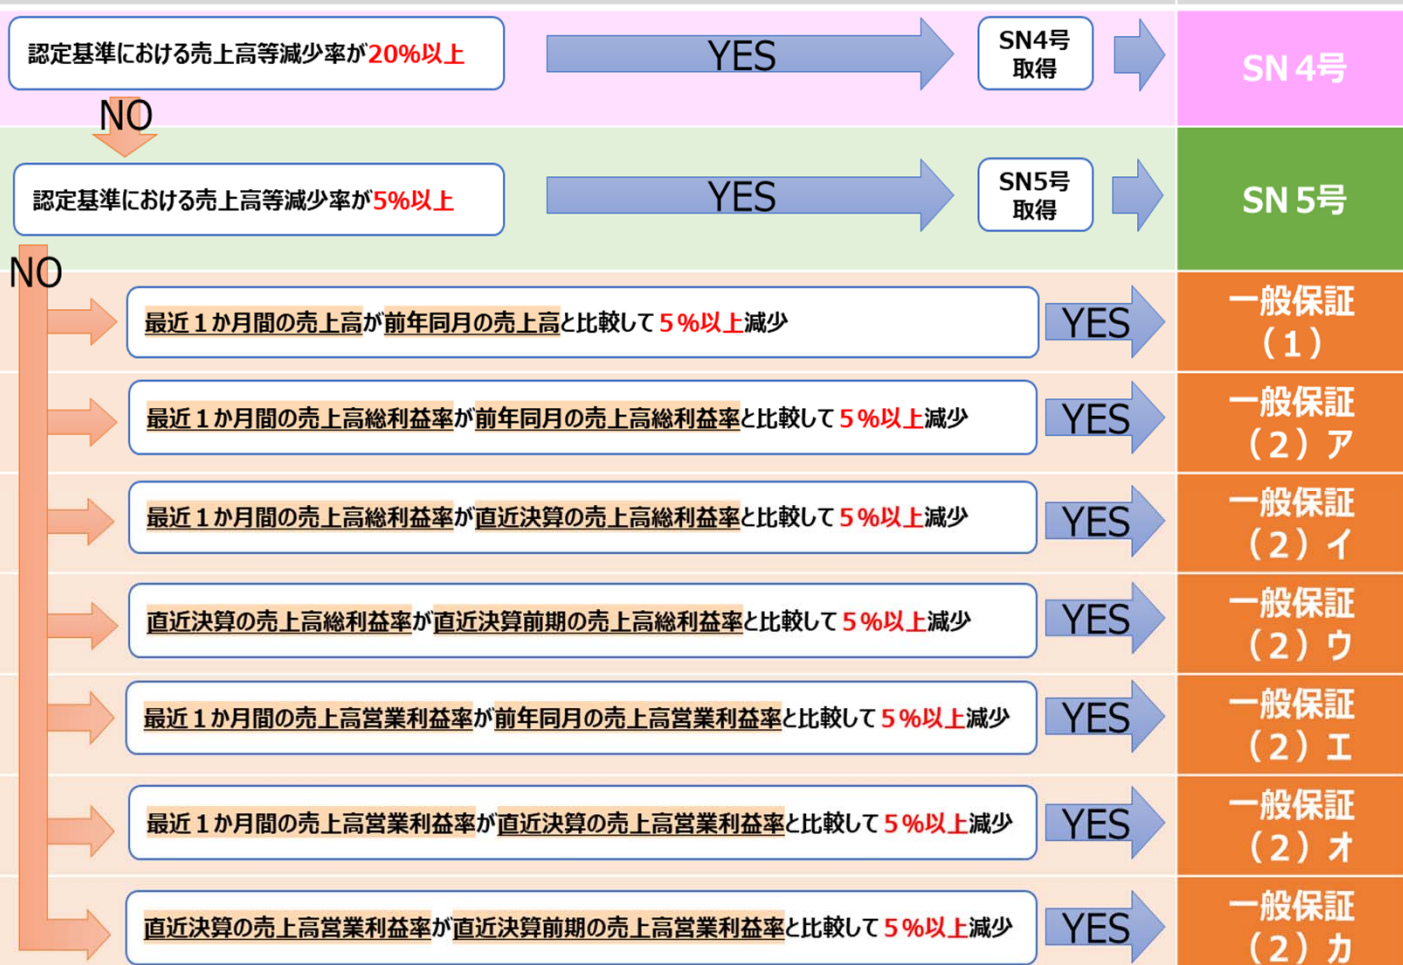 認定基準における売上高等減少率が20%以上
YES
SN4号
取得
SN4号
NO
認定基準における売上高等減少率が5%以上
YES
SN5号
取得
SN5号
NO
最近1か月間の売上高が前年同月の売上高と比較して5%以上減少
YES
一般保証
(1)
最近1か月間の売上高総利益率が前年同月の売上高総利益率と比較して5%以上減少
YES
一般保証
(2)ア
最近1か月間の売上高総利益率が直近決算の売上高総利益率と比較して5%以上減少
YES
一般保証
(2)イ
直近決算の売上高総利益率が直近決算前期の売上高総利益率と比較して5%以上減少
YES
一般保証
(2)ウ
最近1か月間の売上高営業利益率が前年同月の売上高営業利益率と比較して5%以上減少
YES
一般保証
(2)エ
最近1か月間の売上高営業利益率が直近決算の売上高営業利益率と比較して5%以上減少
YES
一般保証
(2)オ
直近決算の売上高営業利益率が直近決算前期の売上高営業利益率と比較して5%以上減少
YES
一般保証
(2)カ